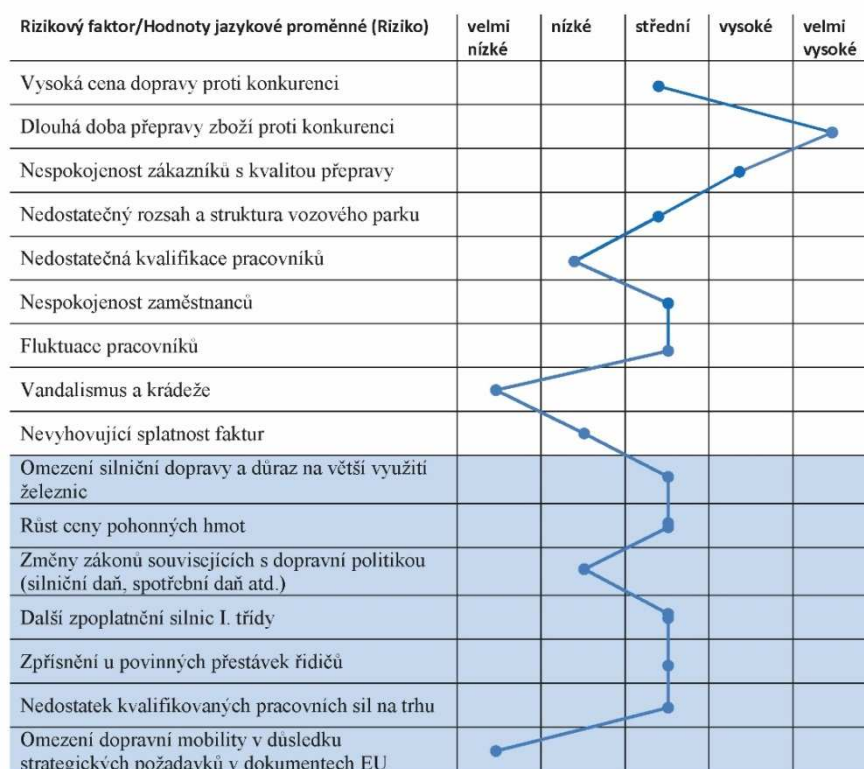 Rizikový faktor/Hodnoty jazykové proměnné (Riziko) velmi nízké nízké střední vysoké velmi vysoké
Vysoká cena dopravy proti konkurenci
Dlouhá doba přepravy zboží proti konkurenci
Nespokojenost zákazníků s kvalitou přepravy
Nedostatečný rozsah a struktura vozového parku
Nedostatečná kvalifikace pracovníků
Nespokojenost zaměstnanců
Fluktuace pracovníků
Vandalismus a krádeže
Nevyhovující splatnost faktur
Omezení silniční dopravy a důraz na větší využití
železnic
Růst ceny pohonných hmot
Změny zákonů souvisejících s dopravní politikou
(silniční daň, spotřební daň atd.)
Další zpoplatnění silnic I. třídy
Zpřísnění u povinných přestávek řidičů
Nedostatek kvalifikovaných pracovních sil na trhu
Omezení dopravní mobility v důsledku
strategických požadavků v dokumentech EU